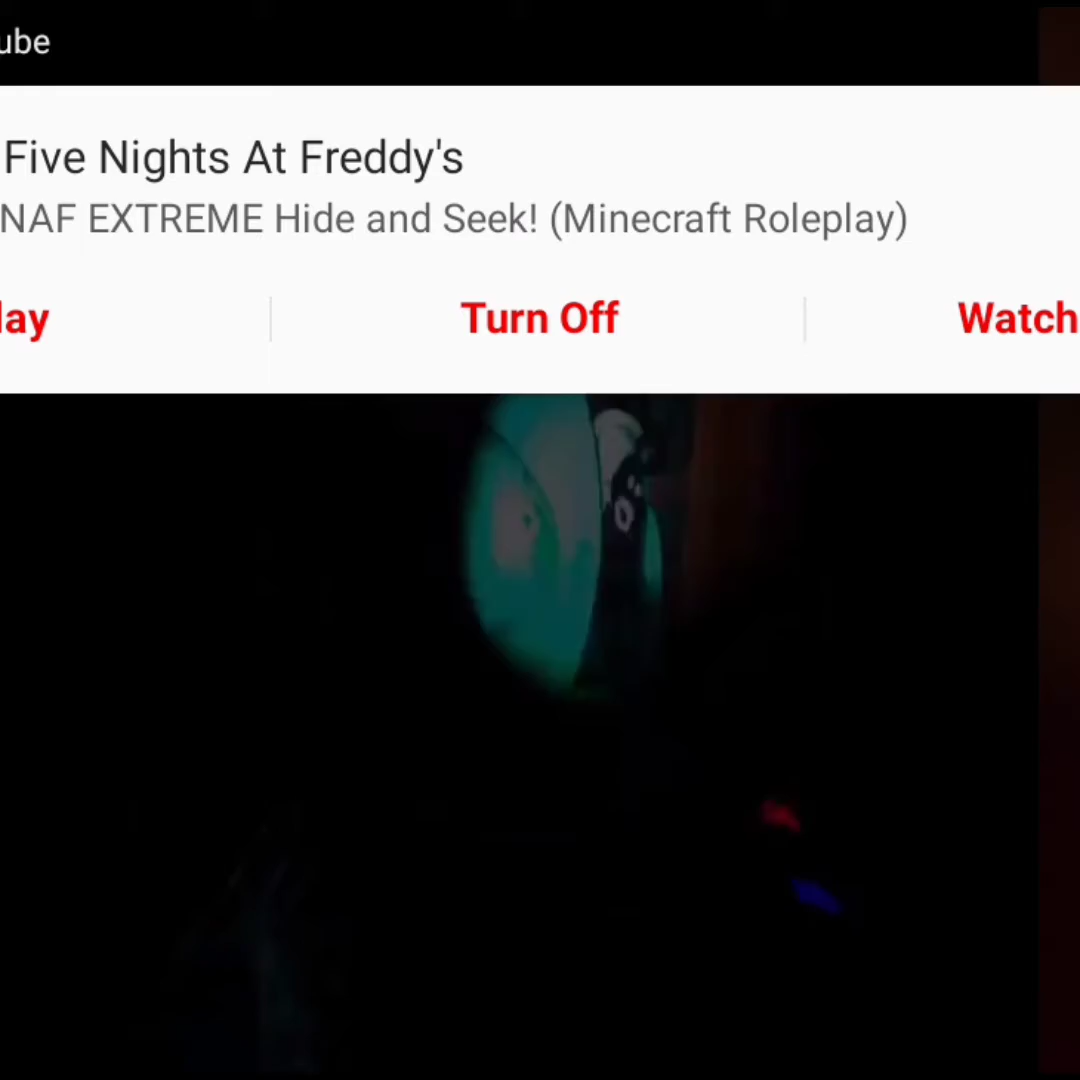 ube
Five Nights At Freddy's
NAF EXTREME Hide and Seek! (Minecraft Roleplay)
lay
Turn Off
Watch